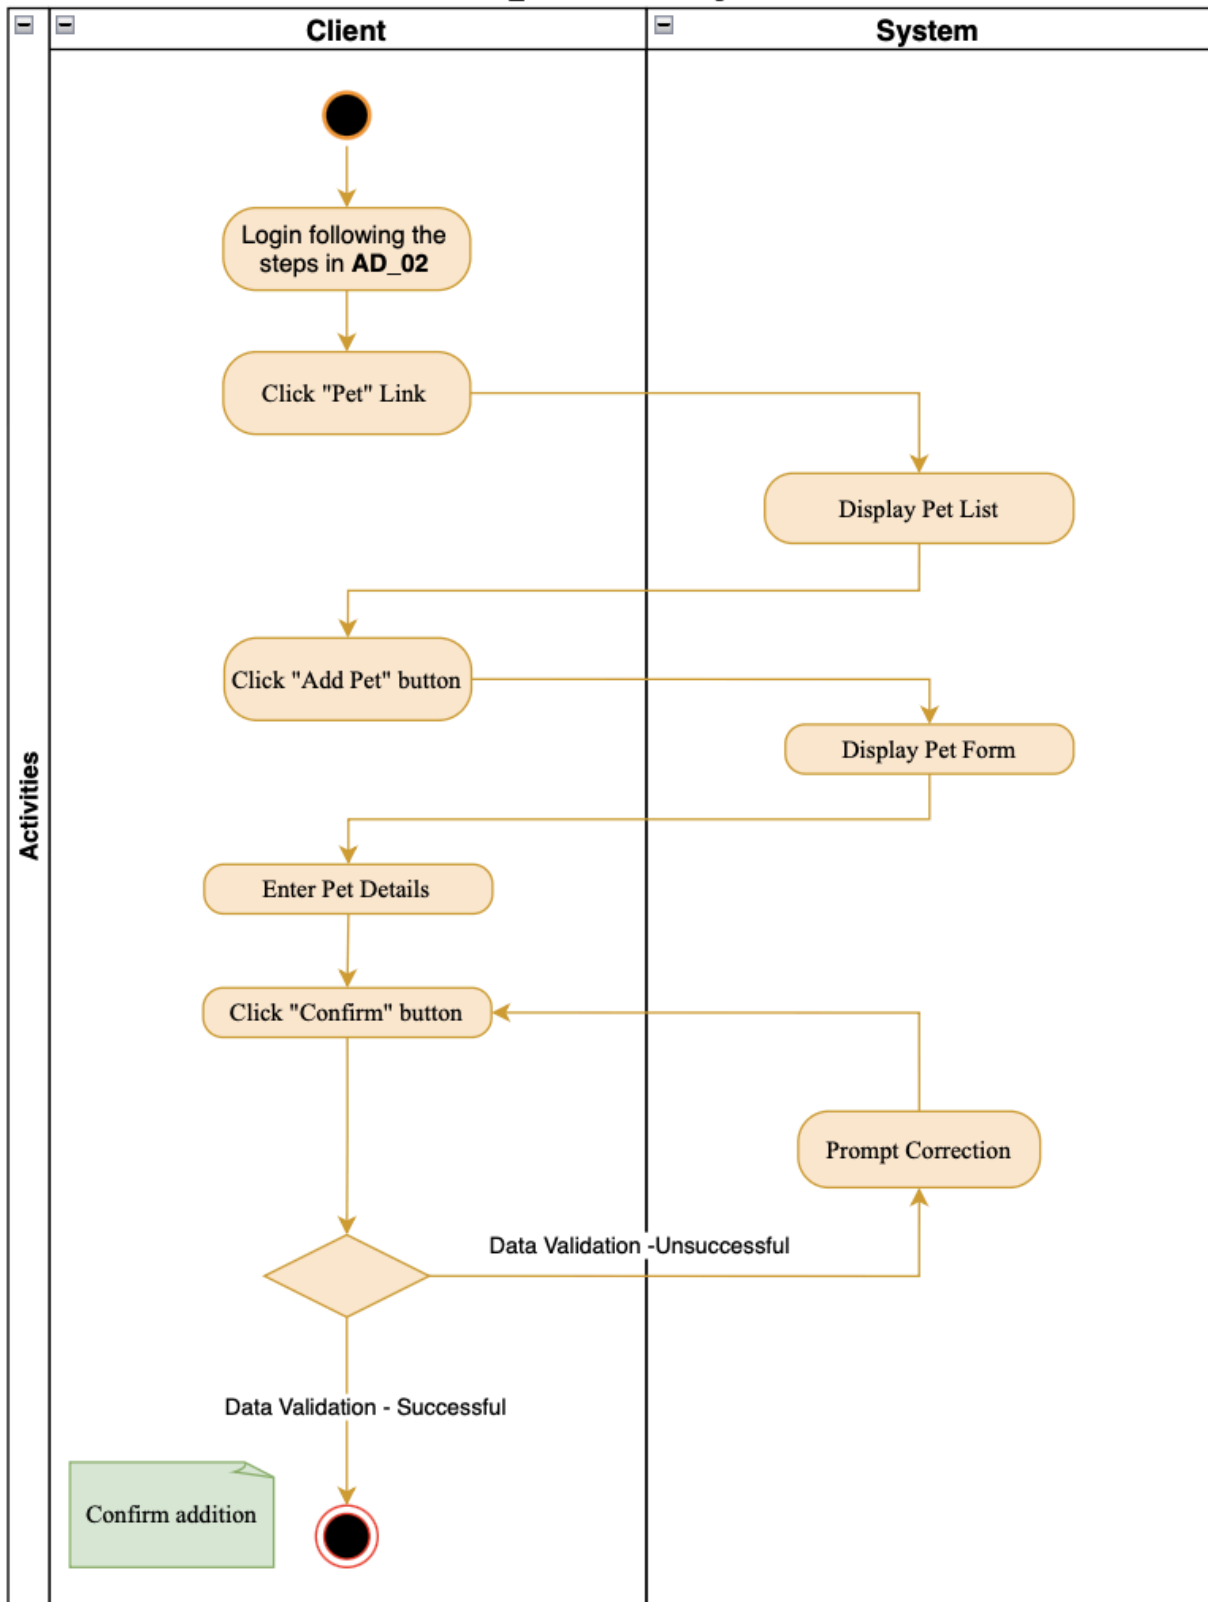 Client
System
Activities
Login following the
steps in AD_02
Click "Pet" Link
Display Pet List
Click "Add Pet" button
Display Pet Form
Enter Pet Details
Click "Confirm" button
Prompt Correction
Data Validation -Unsuccessful
Data Validation - Successful
Confirm addition